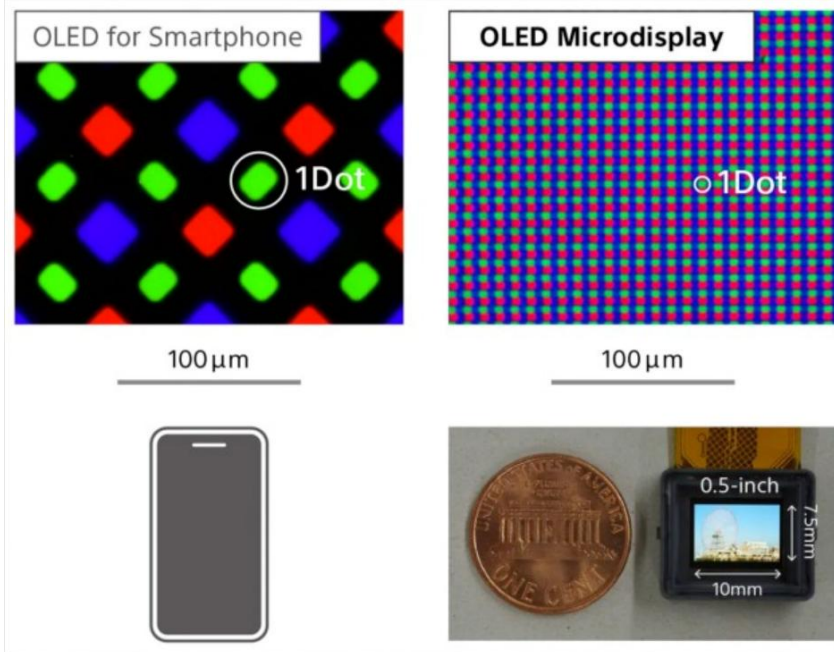 OLED for Smartphone
OLED Microdisplay
1Dot
1Dot
100μm
100μm
UNITED STATES of AMERICA
0.5-inch
7.5mm
10mm
ONE CENT